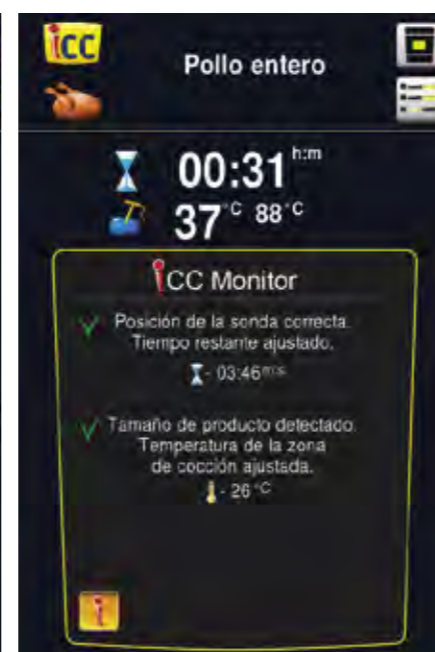 iCC
Pollo entero
00:31 h:m
37 °C 88 °C
iCC Monitor
Posición de la sonda correcta.
Tiempo restante ajustado.
- 03:46 m:s
Tamaño de producto detectado.
Temperatura de la zona
de cocción ajustada.
- 26 °C
i